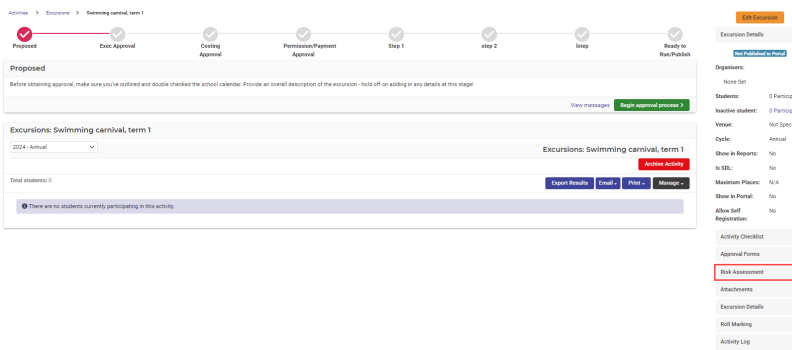 Activities > Excursions > Swimming carnival, term 1
Edit Excursion
Proposed
Exec Approval
Costing Approval
Permission/Payment Approval
Step 1
step 2
lstep
Ready to Run/Publish
Proposed
Before obtaining approval, make sure you've outlined and double checked the school calendar. Provide an overall description of the excursion - hold off on adding in any details at this stage!
View messages
Begin approval process >
Excursions: Swimming carnival, term 1
2024 - Annual
Excursions: Swimming carnival, term 1
Archive Activity
Total students: 0
Export Results
Email
Print
Manage
There are no students currently participating in this activity.
Excursion Details
Not Published to Portal
Organisers:
None Set
Students: 0 Particip
Inactive student: 0 Particip
Venue: Not Spec
Cycle: Annual
Show in Reports: No
Is SDL: No
Maximum Places: N/A
Show in Portal: No
Allow Self Registration: No
Activity Checklist
Approval Forms
Risk Assessment
Attachments
Excursion Details
Roll Marking
Activity Log